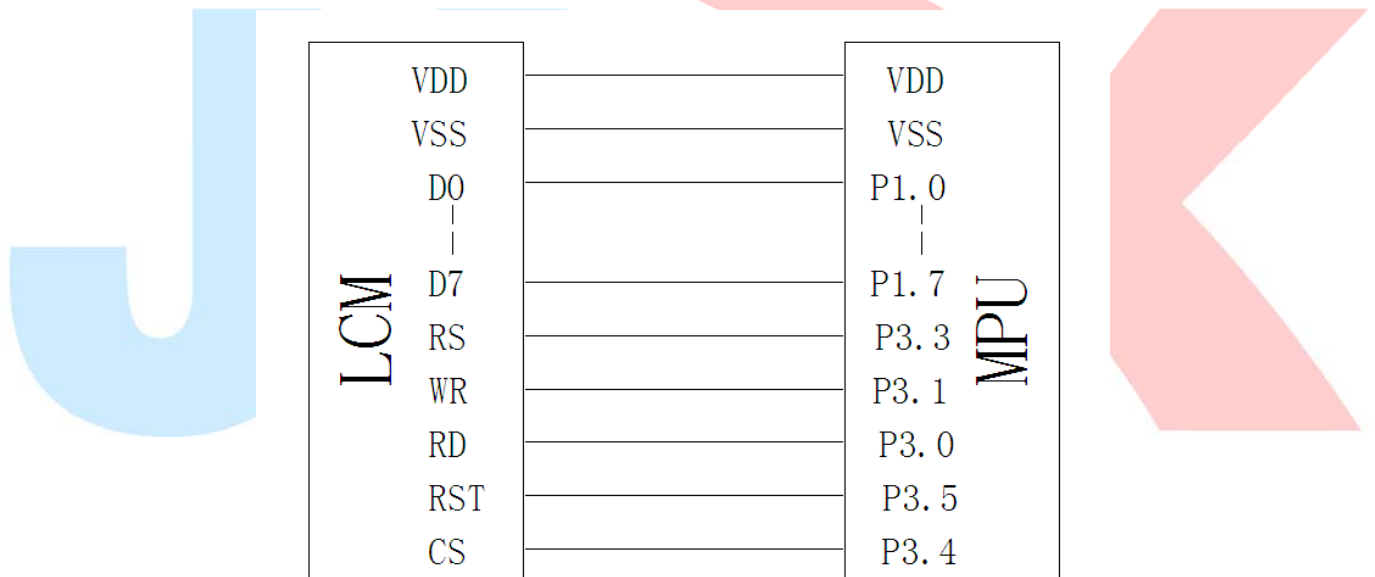 VDD VDD
VSS VSS
D0 P1.0
D7 P1.7
RS P3.3
WR P3.1
RD P3.0
RST P3.5
CS P3.4
LCM
MPU